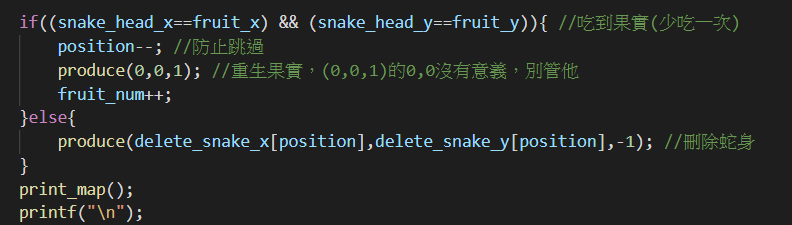 if((snake_head_x==fruit_x) && (snake_head_y==fruit_y)){ //吃到果實(少吃一次)
    position--; //防止跳過
    produce(0,0,1); //重生果實，(0,0,1)的0,0沒有意義，別管他
    fruit_num++;
}else{
    produce(delete_snake_x[position],delete_snake_y[position],-1); //刪除蛇身
}
print_map();
printf("\n");